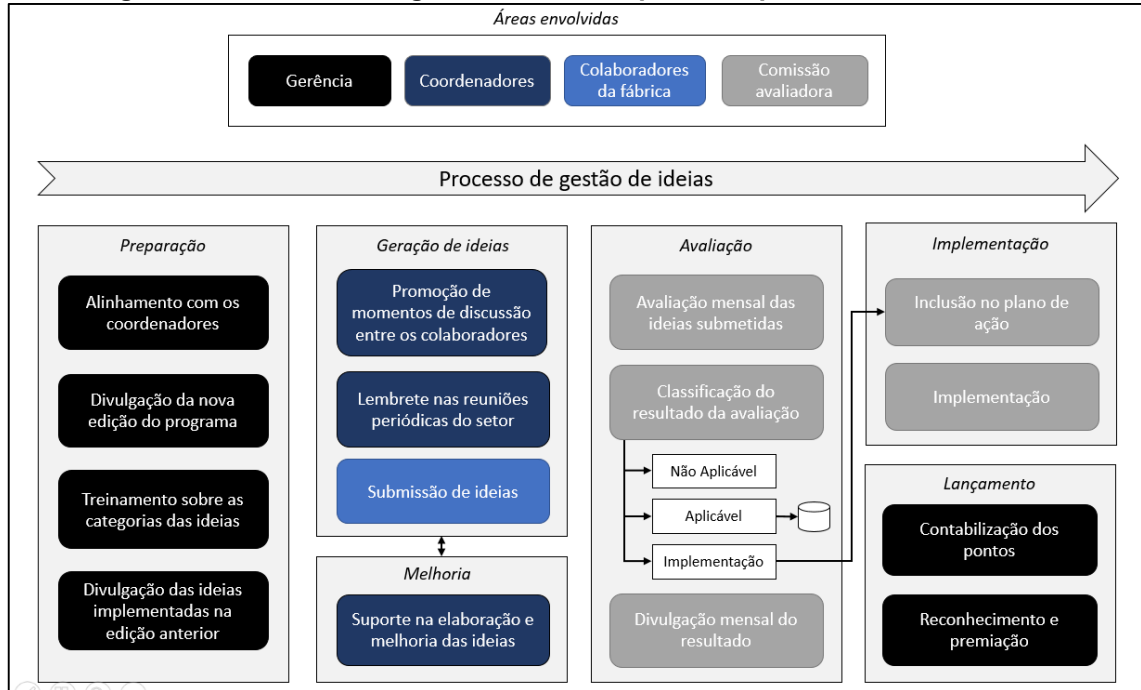 Áreas envolvidas
Gerência
Coordenadores
Colaboradores
da fábrica
Comissão
avaliadora
Processo de gestão de ideias
Preparação
Alinhamento com os
coordenadores
Divulgação da nova
edição do programa
Treinamento sobre as
categorias das ideias
Divulgação das ideias
implementadas na
edição anterior
Geração de ideias
Promoção de
momentos de discussão
entre os colaboradores
Lembrete nas reuniões
periódicas do setor
Submissão de ideias
Melhoria
Suporte na elaboração e
melhoria das ideias
Avaliação
Avaliação mensal das
ideias submetidas
Classificação do
resultado da avaliação
Não Aplicável
Aplicável
Implementação
Divulgação mensal do
resultado
Implementação
Inclusão no plano de
ação
Implementação
Lançamento
Contabilização dos
pontos
Reconhecimento e
premiação